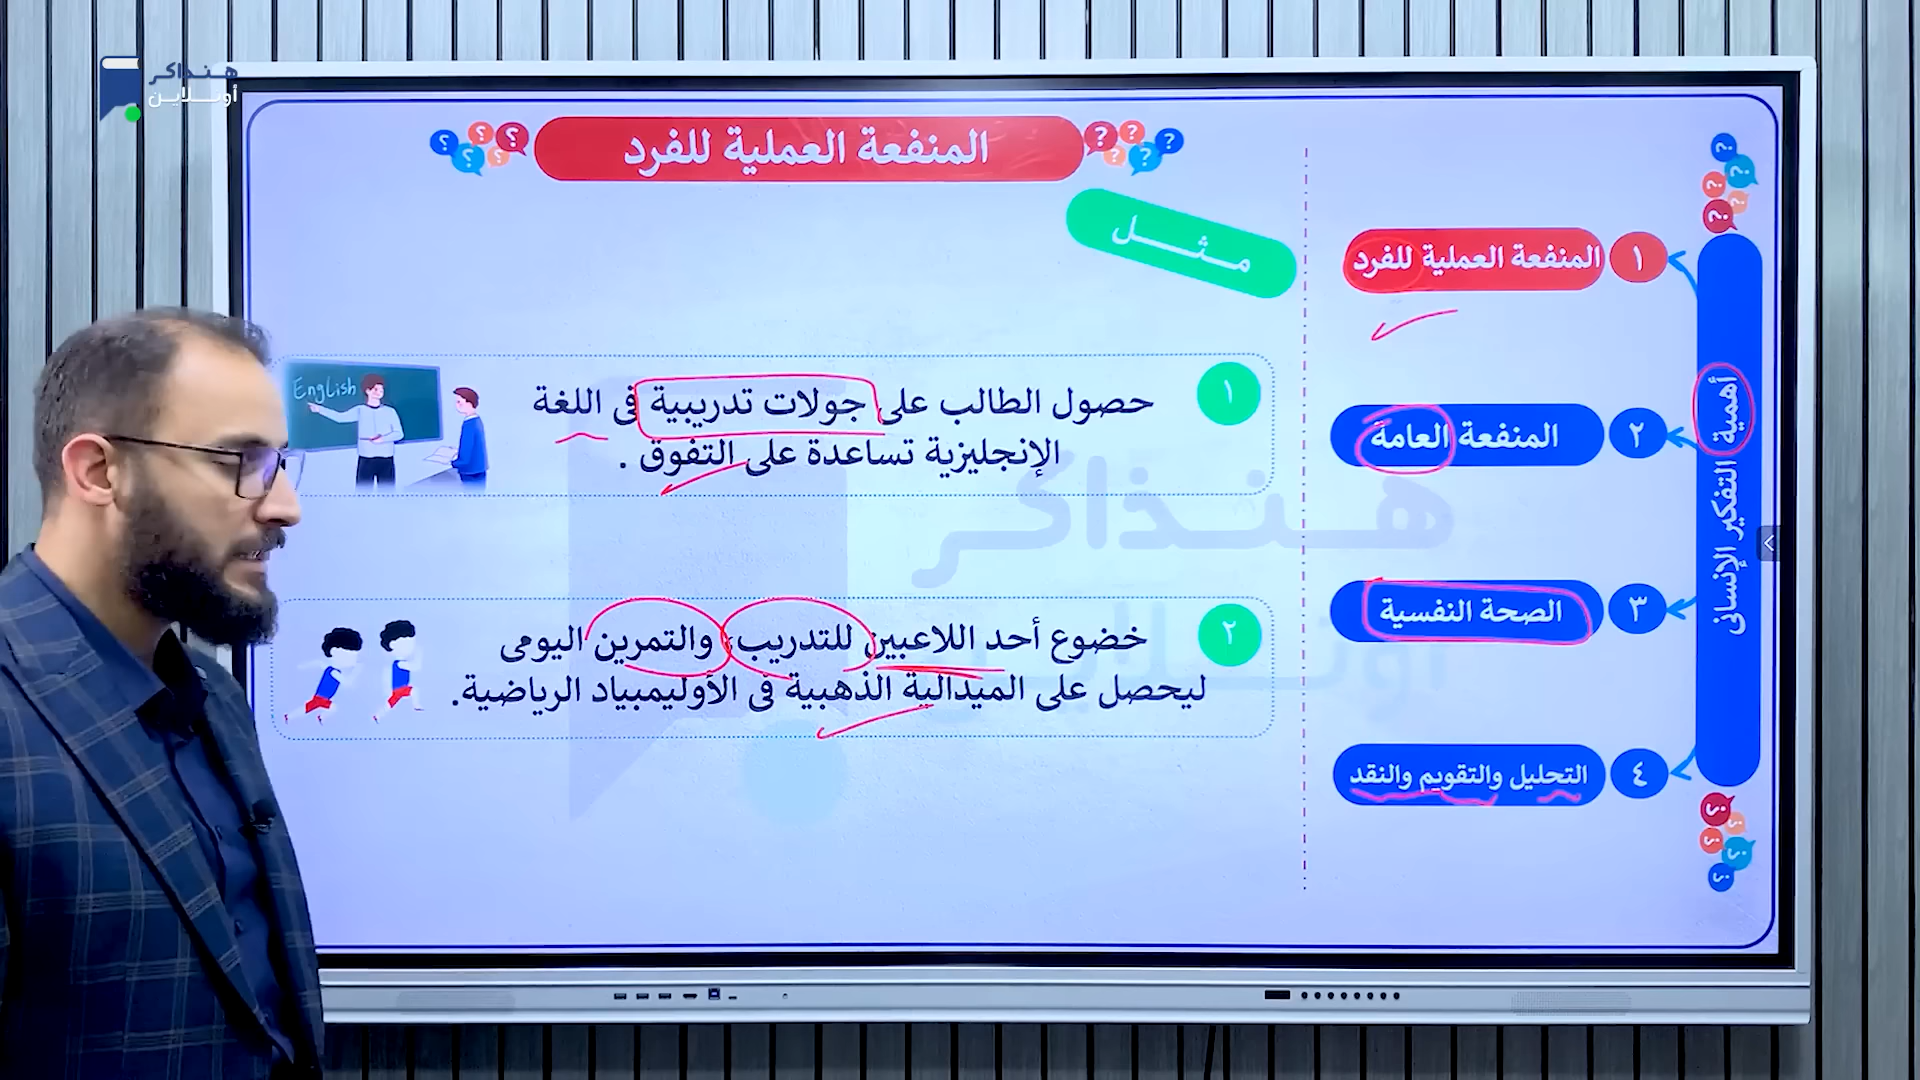 هنذاكر
أونلاين
المنفعة العملية للفرد
مثل
١
حصول الطالب على جولات تدريبية فى اللغة
الإنجليزية تساعدة على التفوق .
English
٢
خضوع أحد اللاعبين للتدريب، والتمرين اليومى
ليحصل على الميدالية الذهبية فى الأوليمبياد الرياضية.
أهمية التفكير الإنسانى
١ المنفعة العملية للفرد
٢ المنفعة العامة
٣ الصحة النفسية
٤ التحليل والتقويم والنقد
هنذاكر
أونلاين